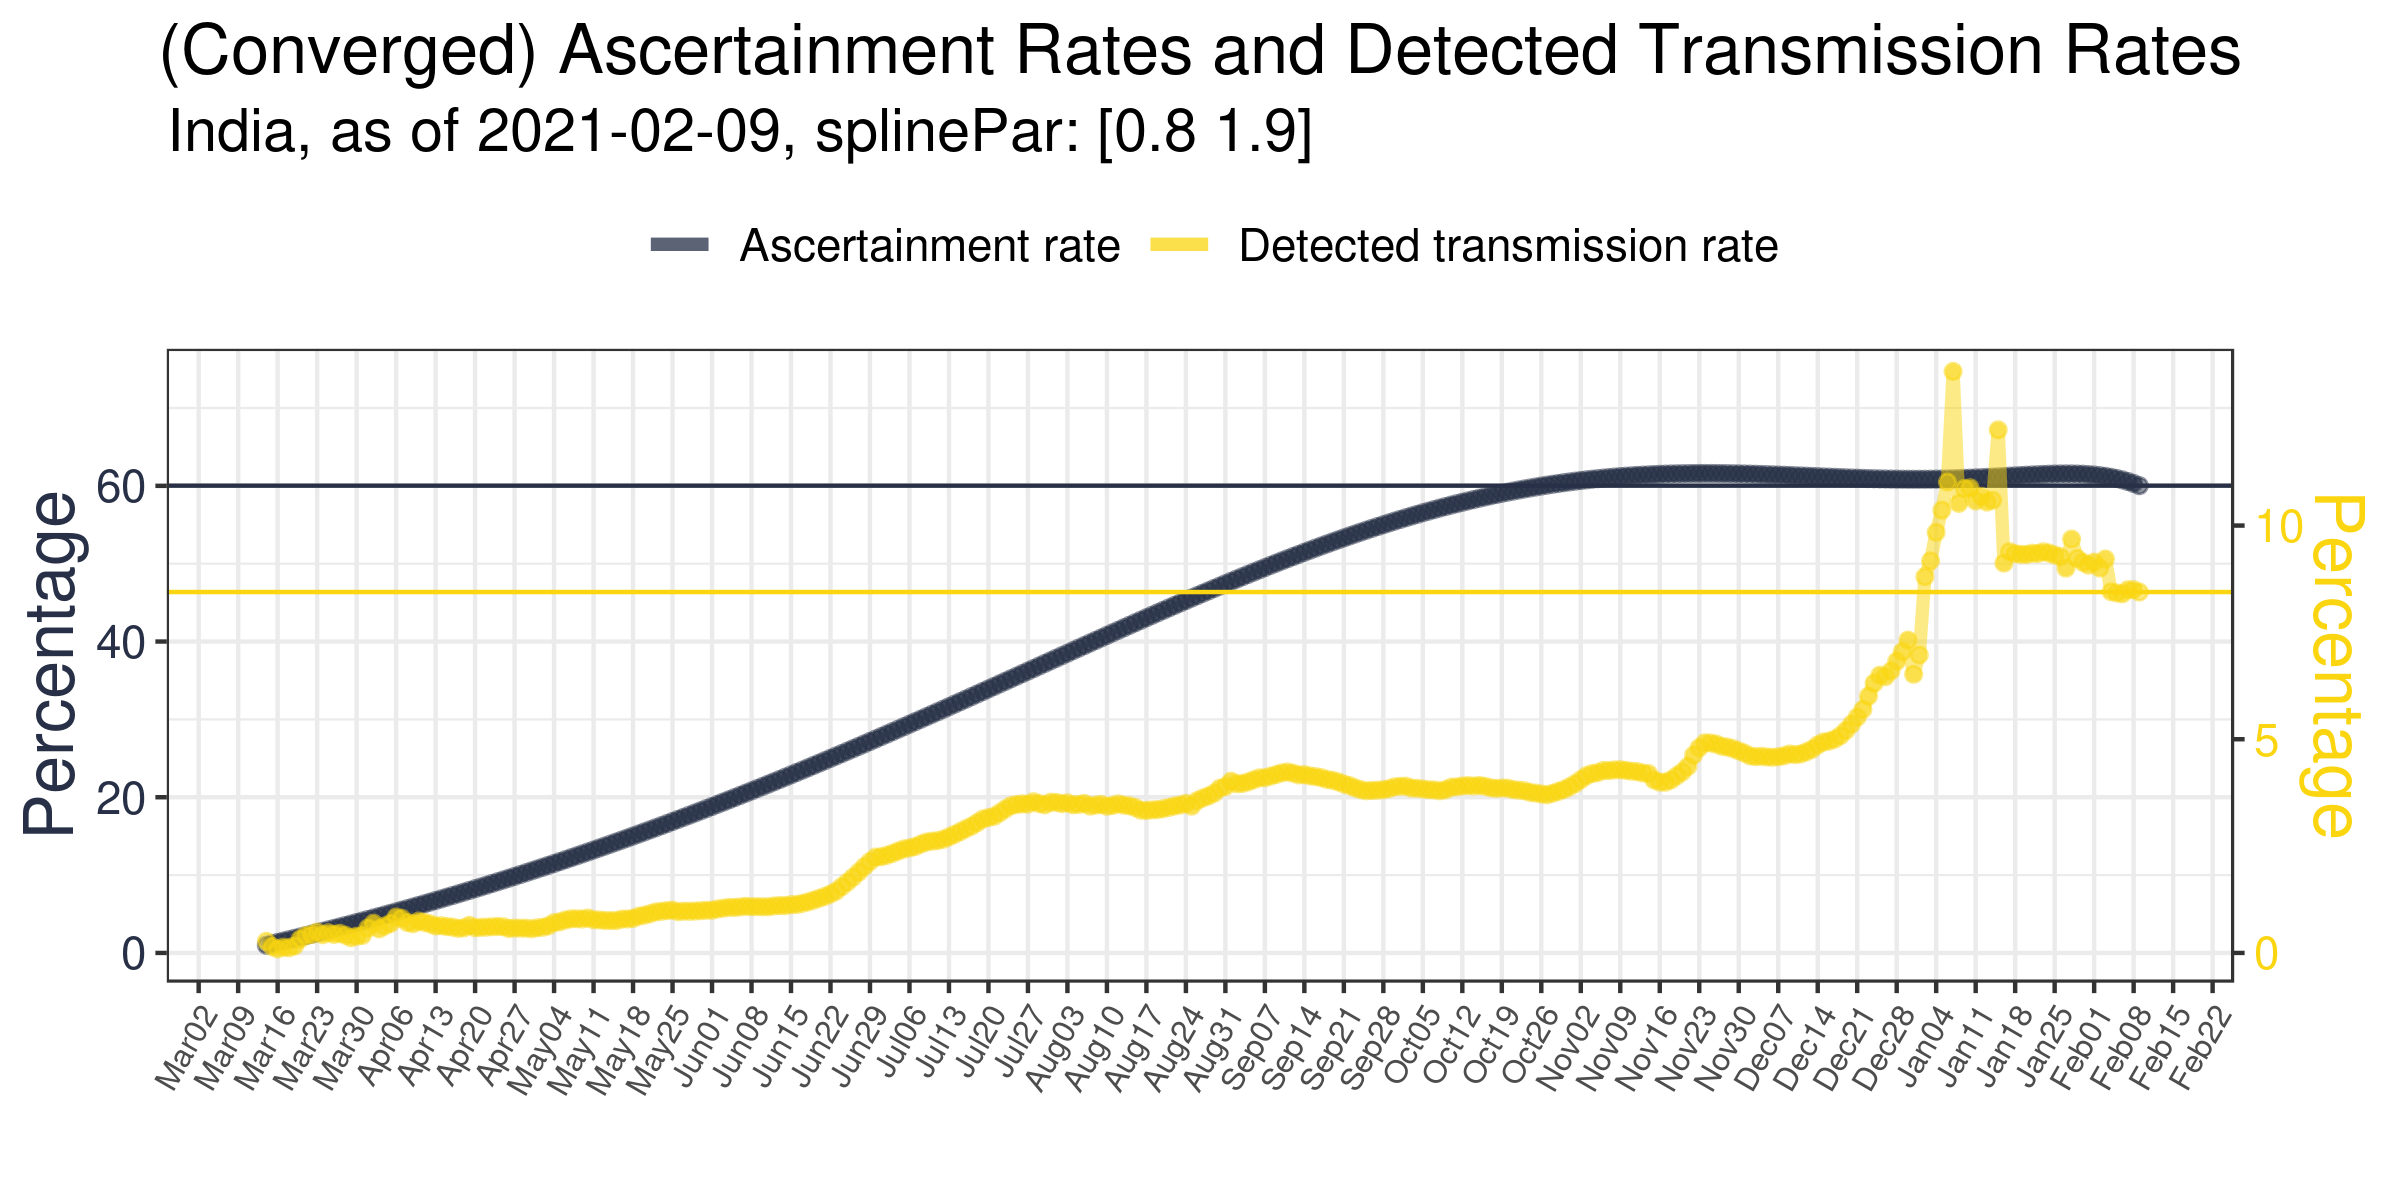 (Converged) Ascertainment Rates and Detected Transmission Rates
India, as of 2021-02-09, splinePar: [0.8 1.9]
Ascertainment rate
Detected transmission rate
Percentage
60
40
20
0
10
5
0
Percentage
Mar02
Mar09
Mar16
Mar23
Mar30
Apr06
Apr13
Apr20
Apr27
May04
May11
May18
May25
Jun01
Jun08
Jun15
Jun22
Jun29
Jul06
Jul13
Jul20
Jul27
Aug03
Aug10
Aug17
Aug24
Aug31
Sep07
Sep14
Sep21
Sep28
Oct05
Oct12
Oct19
Oct26
Nov02
Nov09
Nov16
Nov23
Nov30
Dec07
Dec14
Dec21
Dec28
Jan04
Jan11
Jan18
Jan25
Feb01
Feb08
Feb15
Feb22